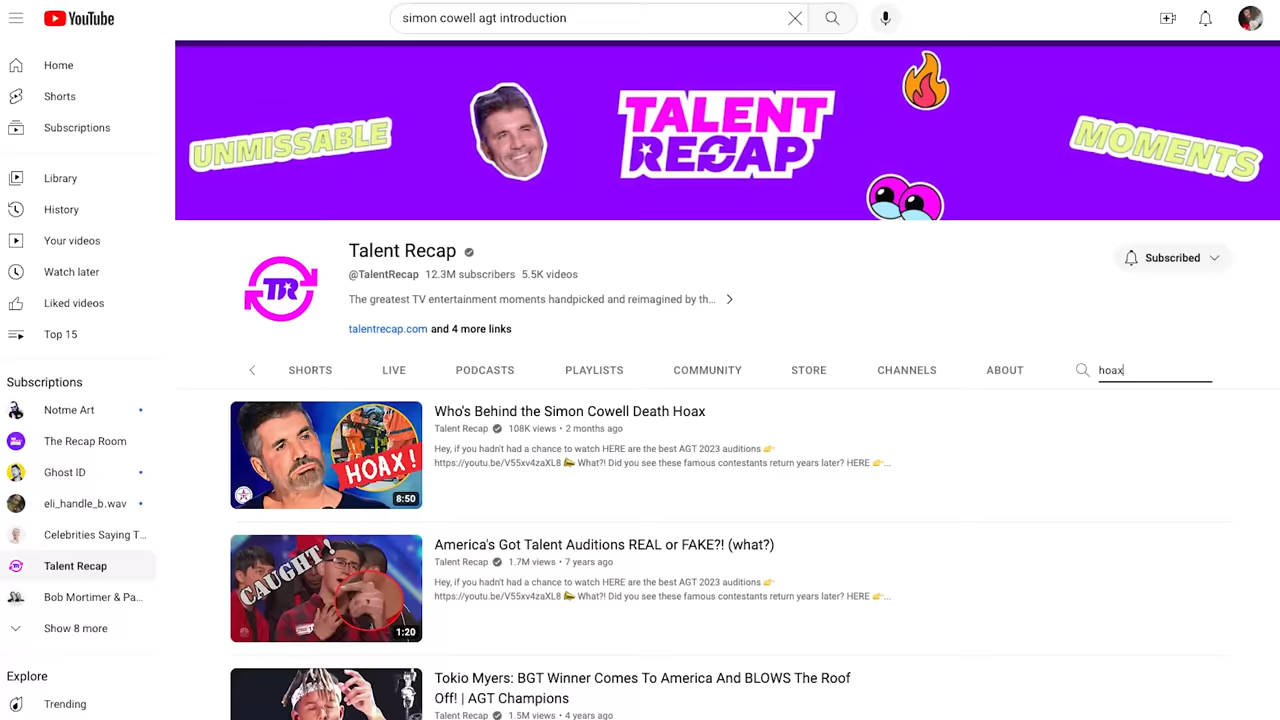 YouTube
simon cowell agt introduction
Home
Shorts
Subscriptions
Library
History
Your videos
Watch later
Liked videos
Top 15
Subscriptions
Notme Art
The Recap Room
Ghost ID
eli_handle_b.wav
Celebrities Saying T...
Talent Recap
Bob Mortimer & Pa...
Show 8 more
Explore
Trending
UNMISSABLE
TALENT
RECAP
MOMENTS
TR
Talent Recap
@TalentRecap 12.3M subscribers 5.5K videos
The greatest TV entertainment moments handpicked and reimagined by th...
talentrecap.com and 4 more links
Subscribed
SHORTS LIVE PODCASTS PLAYLISTS COMMUNITY STORE CHANNELS ABOUT hoax
HOAX!
8:50
Who's Behind the Simon Cowell Death Hoax
Talent Recap 108K views • 2 months ago
Hey, if you hadn't had a chance to watch HERE are the best AGT 2023 auditions 👉
https://youtu.be/V55xv4zaXL8 📣 What?! Did you see these famous contestants return years later? HERE 👉...
CAUGHT!
1:20
America's Got Talent Auditions REAL or FAKE?! (what?)
Talent Recap 1.7M views • 7 years ago
Hey, if you hadn't had a chance to watch HERE are the best AGT 2023 auditions 👉
https://youtu.be/V55xv4zaXL8 📣 What?! Did you see these famous contestants return years later? HERE 👉...
Tokio Myers: BGT Winner Comes To America And BLOWS The Roof
Off! | AGT Champions
Talent Recap 1.5M views • 4 years ago